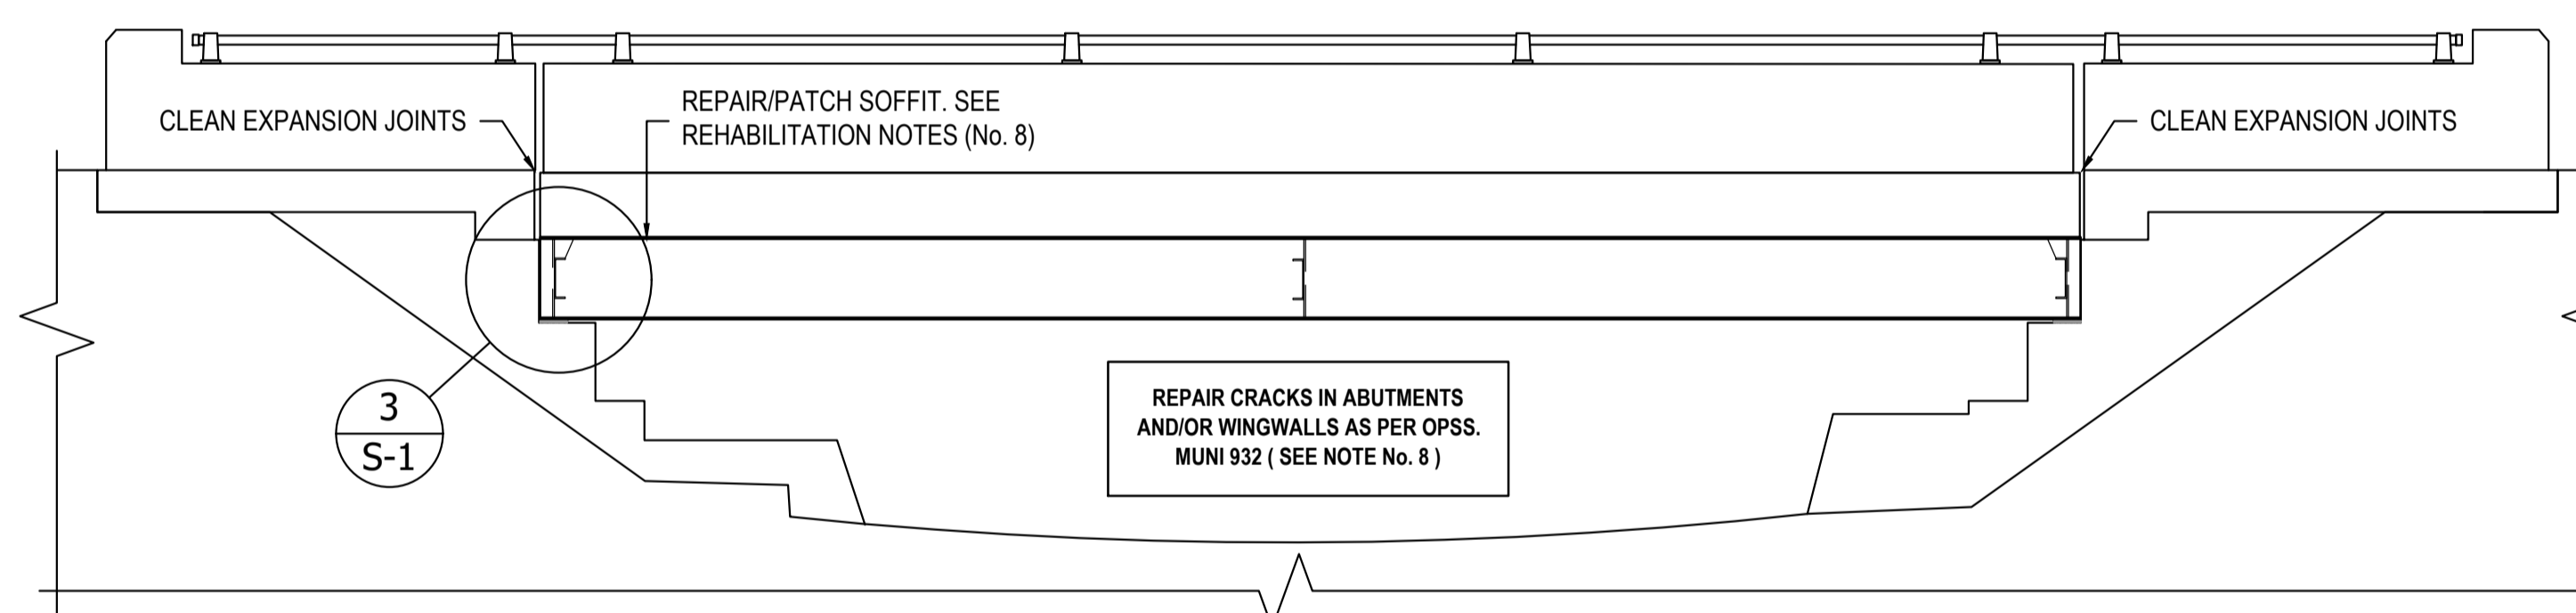 CLEAN EXPANSION JOINTS
REPAIR/PATCH SOFFIT. SEE
REHABILITATION NOTES (No. 8)
CLEAN EXPANSION JOINTS
3
S-1
REPAIR CRACKS IN ABUTMENTS
AND/OR WINGWALLS AS PER OPSS.
MUNI 932 ( SEE NOTE No. 8 )